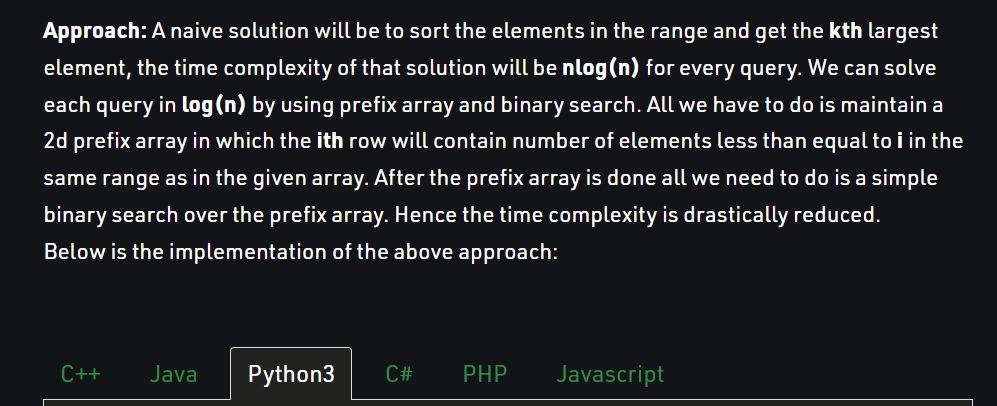 Approach: A naive solution will be to sort the elements in the range and get the kth largest
element, the time complexity of that solution will be nlog(n) for every query. We can solve
each query in log(n) by using prefix array and binary search. All we have to do is maintain a
2d prefix array in which the ith row will contain number of elements less than equal to i in the
same range as in the given array. After the prefix array is done all we need to do is a simple
binary search over the prefix array. Hence the time complexity is drastically reduced.
Below is the implementation of the above approach:
C++ Java Python3 C# PHP Javascript